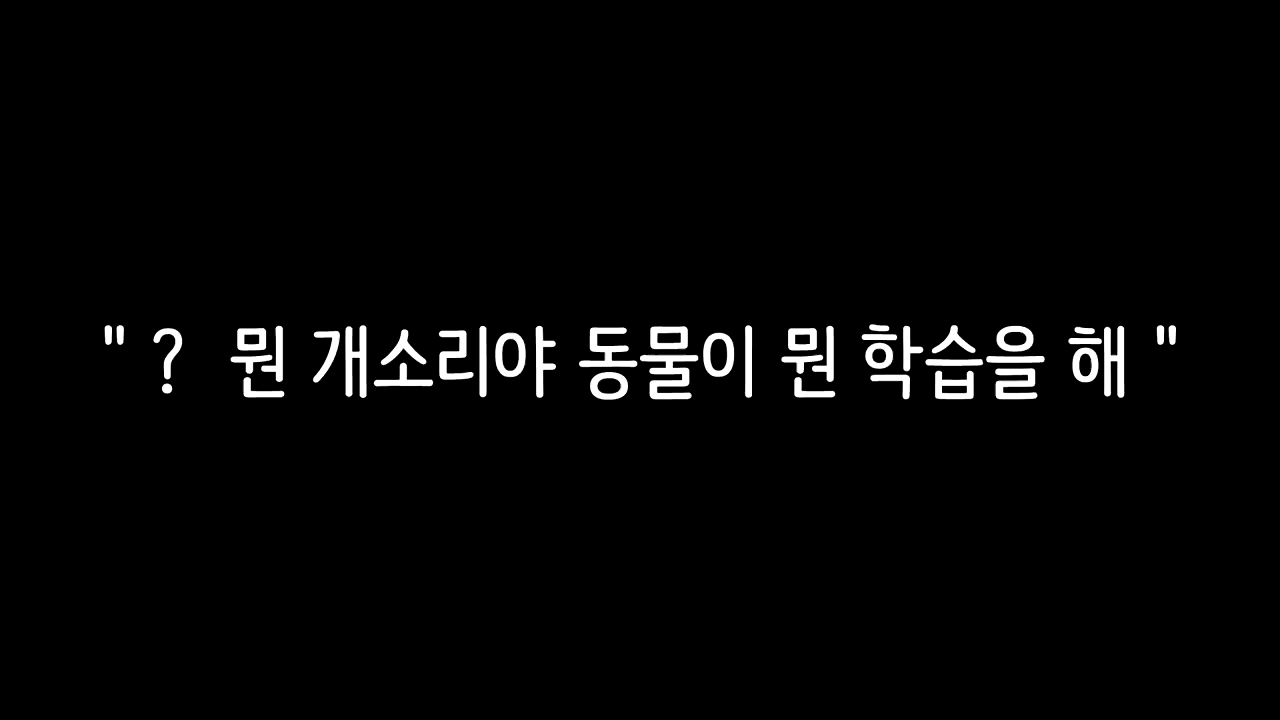 " ? 뭔 개소리야 동물이 뭔 학습을 해 "